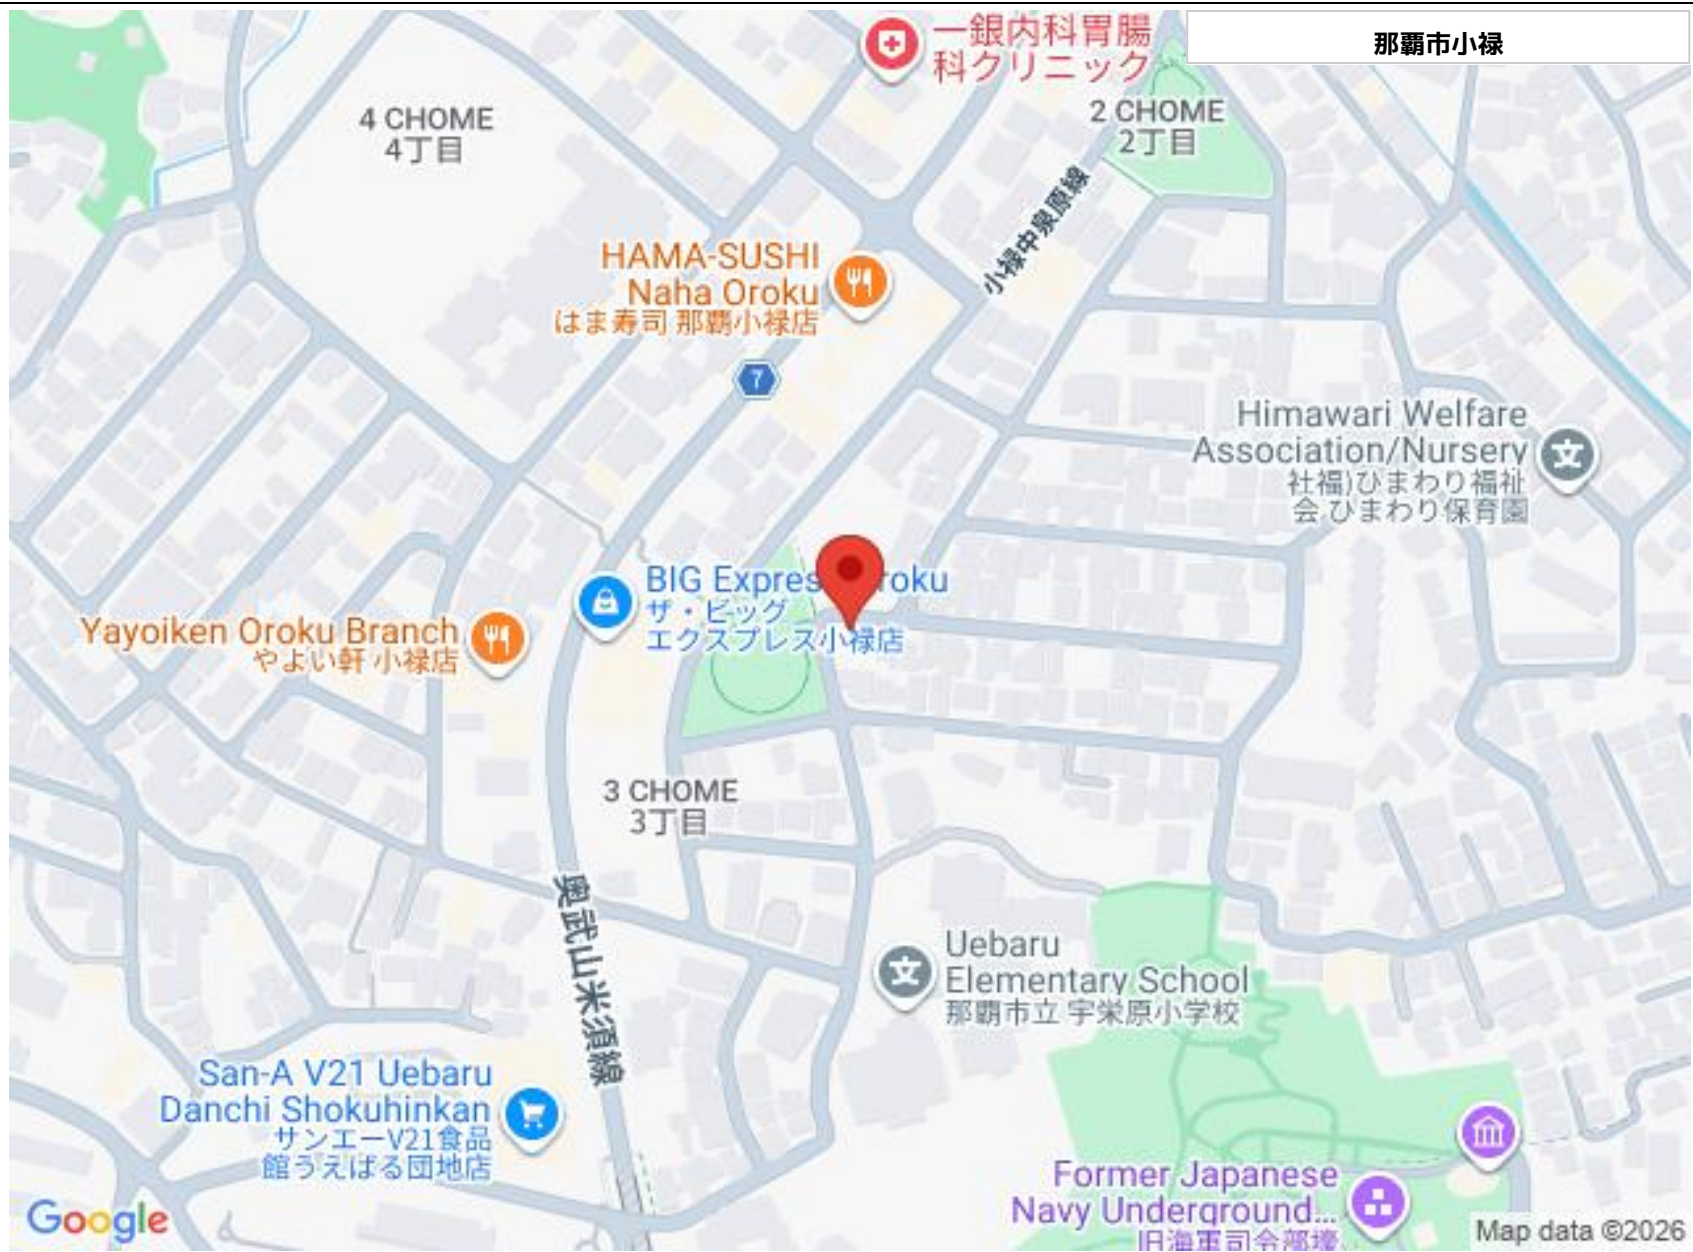 那覇市小禄
一銀内科胃腸
科クリニック
4 CHOME
4丁目
2 CHOME
2丁目
小禄中泉原線
HAMA-SUSHI
Naha Oroku
はま寿司 那覇小禄店
7
Himawari Welfare
Association/Nursery
社福)ひまわり福祉
会 ひまわり保育園
BIG Expres roku
ザ・ビッグ
エクスプレス小禄店
Yayoiken Oroku Branch
やよい軒 小禄店
3 CHOME
3丁目
奥武山米須線
Uebaru
Elementary School
那覇市立 宇栄原小学校
San-A V21 Uebaru
Danchi Shokuhinkan
サンエーV21食品
館うえばる団地店
Former Japanese
Navy Underground...
旧海軍司令部壕
Google
Map data ©2026